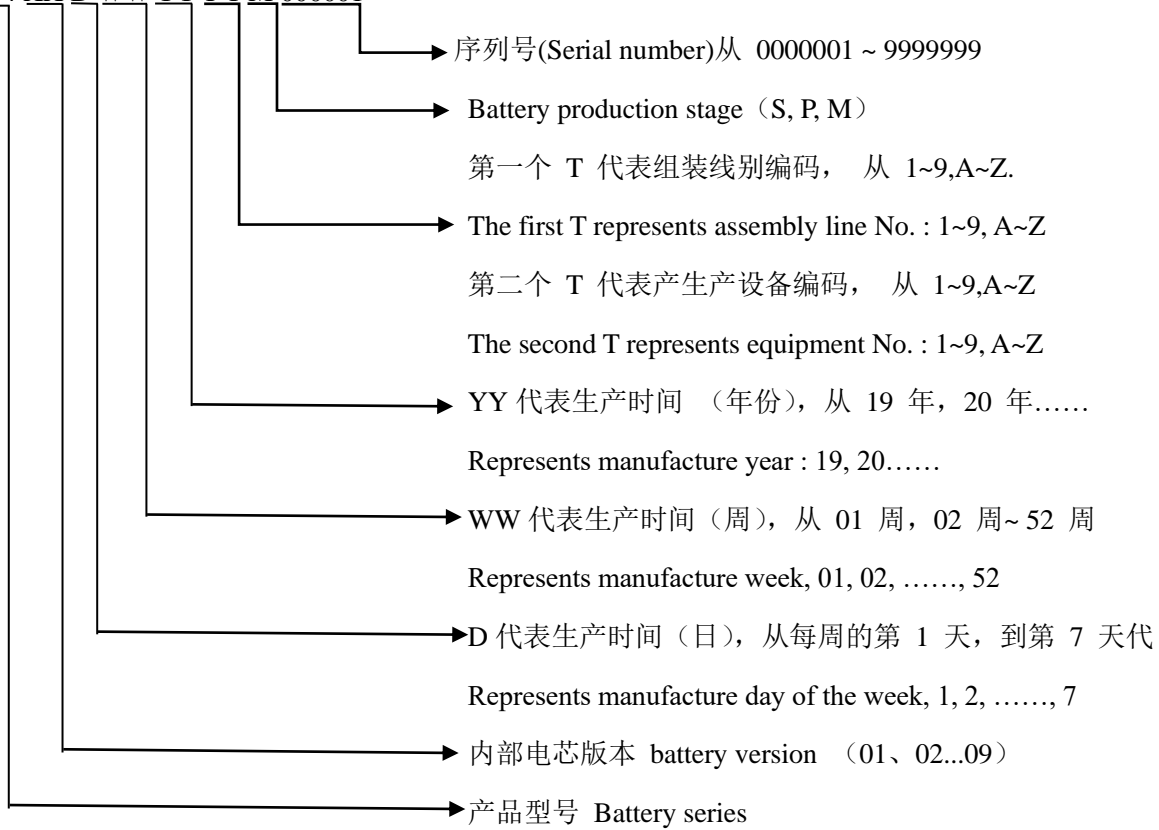 序列号(Serial number)从 0000001 ~ 9999999
Battery production stage（S, P, M）
第一个 T 代表组装线别编码， 从 1~9,A~Z.
The first T represents assembly line No. : 1~9, A~Z
第二个 T 代表产生产设备编码， 从 1~9,A~Z
The second T represents equipment No. : 1~9, A~Z
YY 代表生产时间 （年份），从 19 年，20 年……
Represents manufacture year : 19, 20……
WW 代表生产时间（周），从 01 周，02 周~ 52 周
Represents manufacture week, 01, 02, ……, 52
D 代表生产时间（日），从每周的第 1 天，到第 7 天代
Represents manufacture day of the week, 1, 2, ……, 7
内部电芯版本 battery version （01、02...09）
产品型号 Battery series